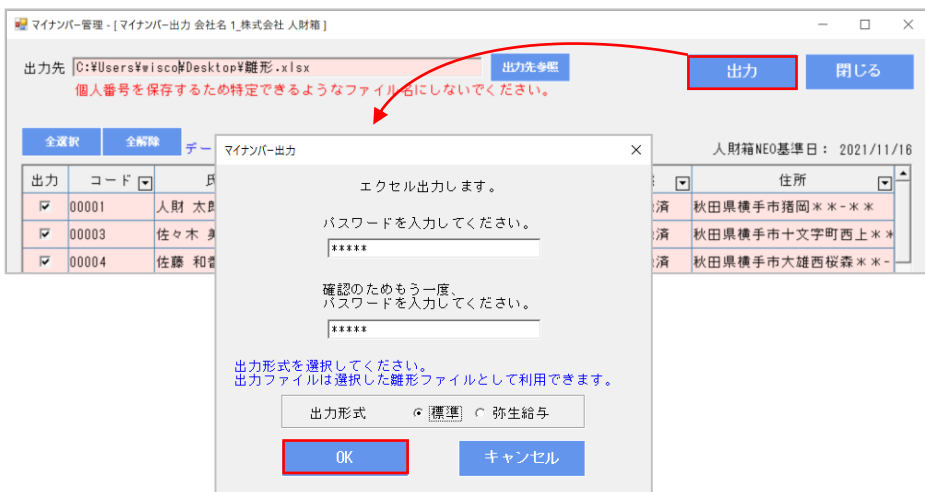 マイナンバー管理 - [ マイナンバー出力 会社名 1_株式会社 人財箱 ]
出力先 C:¥Users¥wisco¥Desktop¥雛形.xlsx 出力先参照 出力 閉じる
個人番号を保存するため特定できるようなファイル名にしないでください。
全選択 全解除 デー 人財箱NEO基準日： 2021/11/16
出力 コード 住所
00001 人財 太郎 済 秋田県横手市猪岡＊＊-＊＊
00003 佐々木 美 済 秋田県横手市十文字町西上＊＊
00004 佐藤 和香 済 秋田県横手市大雄西桜森＊＊-
マイナンバー出力
エクセル出力します。
パスワードを入力してください。
*****
確認のためもう一度、
パスワードを入力してください。
*****
出力形式を選択してください。
出力ファイルは選択した雛形ファイルとして利用できます。
出力形式 標準 弥生給与
OK キャンセル